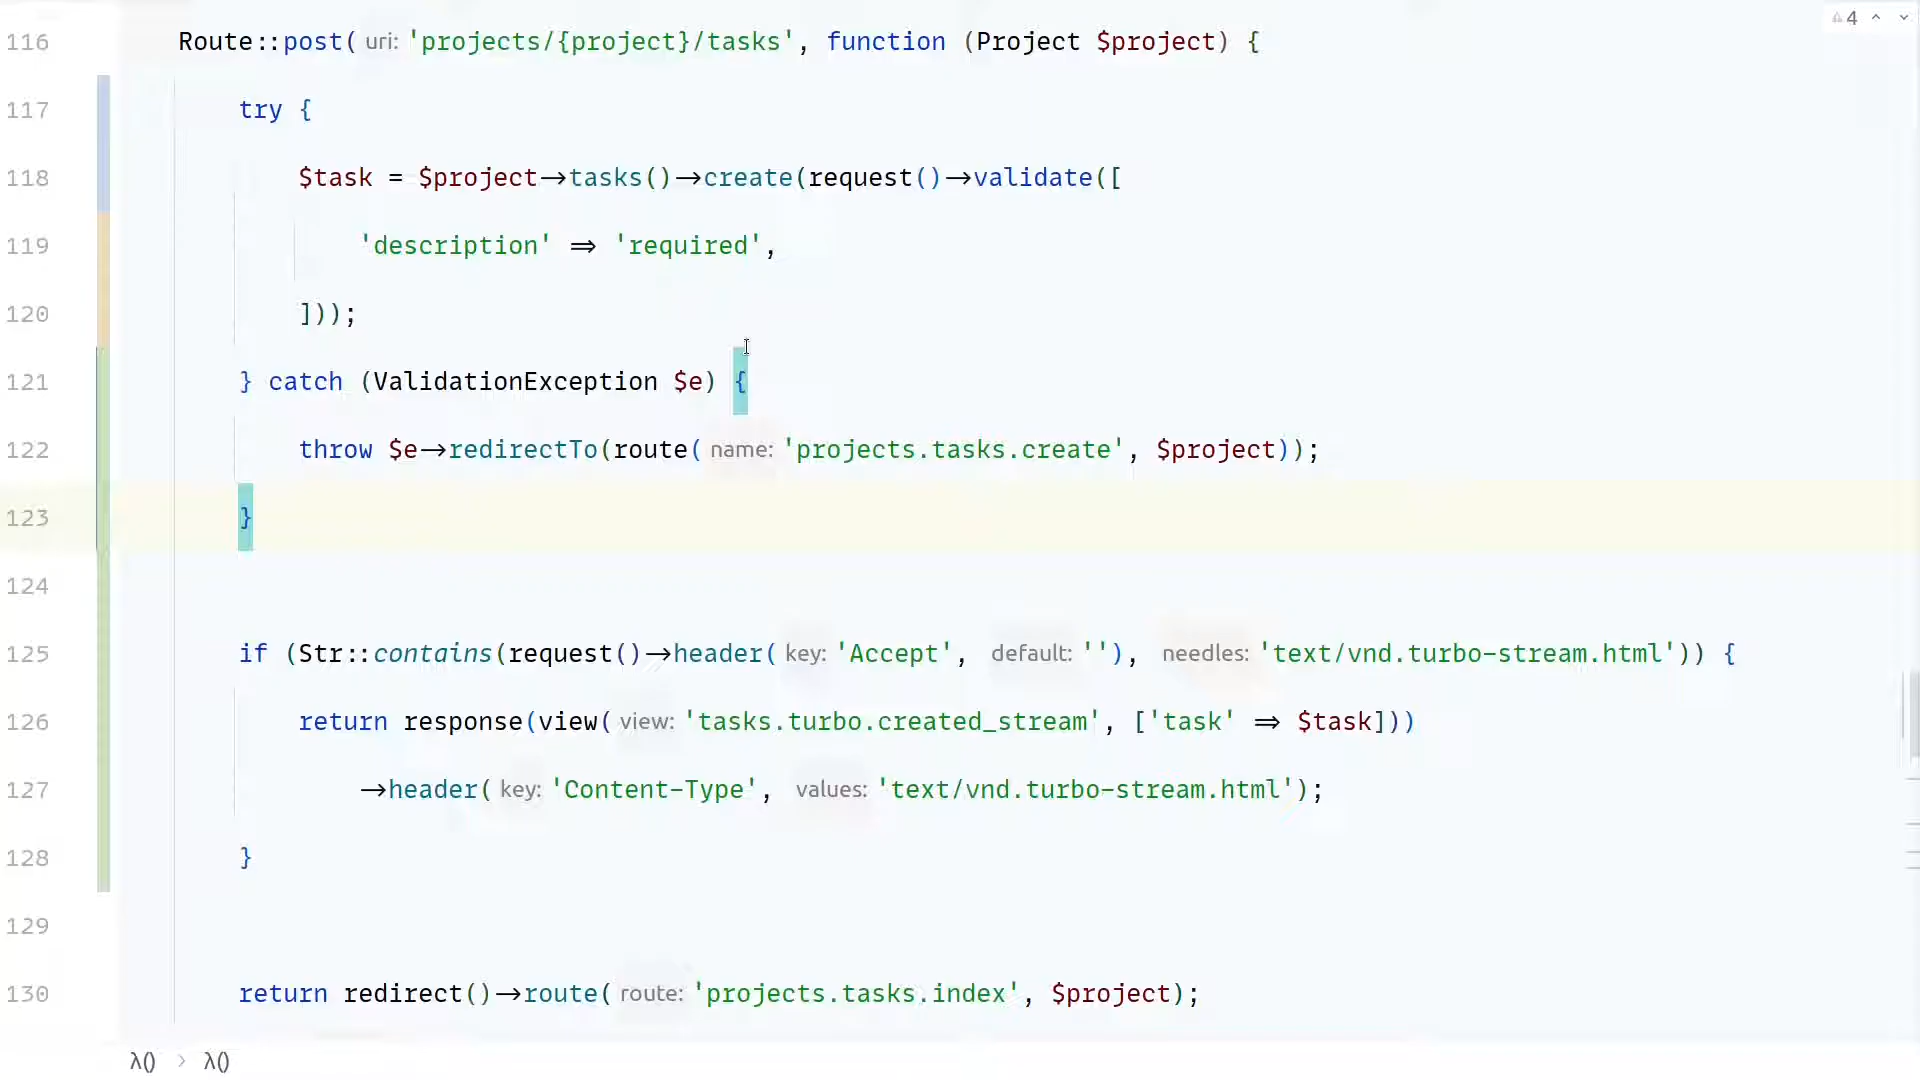 4
116 Route::post( uri: 'projects/{project}/tasks', function (Project $project) {
117 try {
118 $task = $project→tasks()→create(request()→validate([
119 'description' ⇒ 'required',
120 ]));
121 } catch (ValidationException $e) {
122 throw $e→redirectTo(route( name: 'projects.tasks.create', $project));
123 }
124
125 if (Str::contains(request()→header( key: 'Accept', default: ''), needles: 'text/vnd.turbo-stream.html')) {
126 return response(view( view: 'tasks.turbo.created_stream', ['task' ⇒ $task]))
127 →header( key: 'Content-Type', values: 'text/vnd.turbo-stream.html');
128 }
129
130 return redirect()→route( route: 'projects.tasks.index', $project);
λ() > λ()